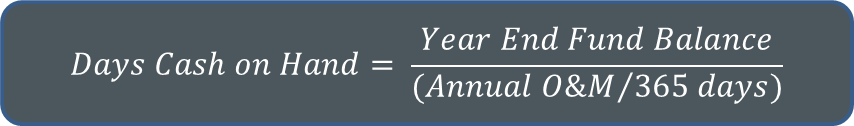 Days Cash on Hand = Year End Fund Balance
(Annual O&M/365 days)